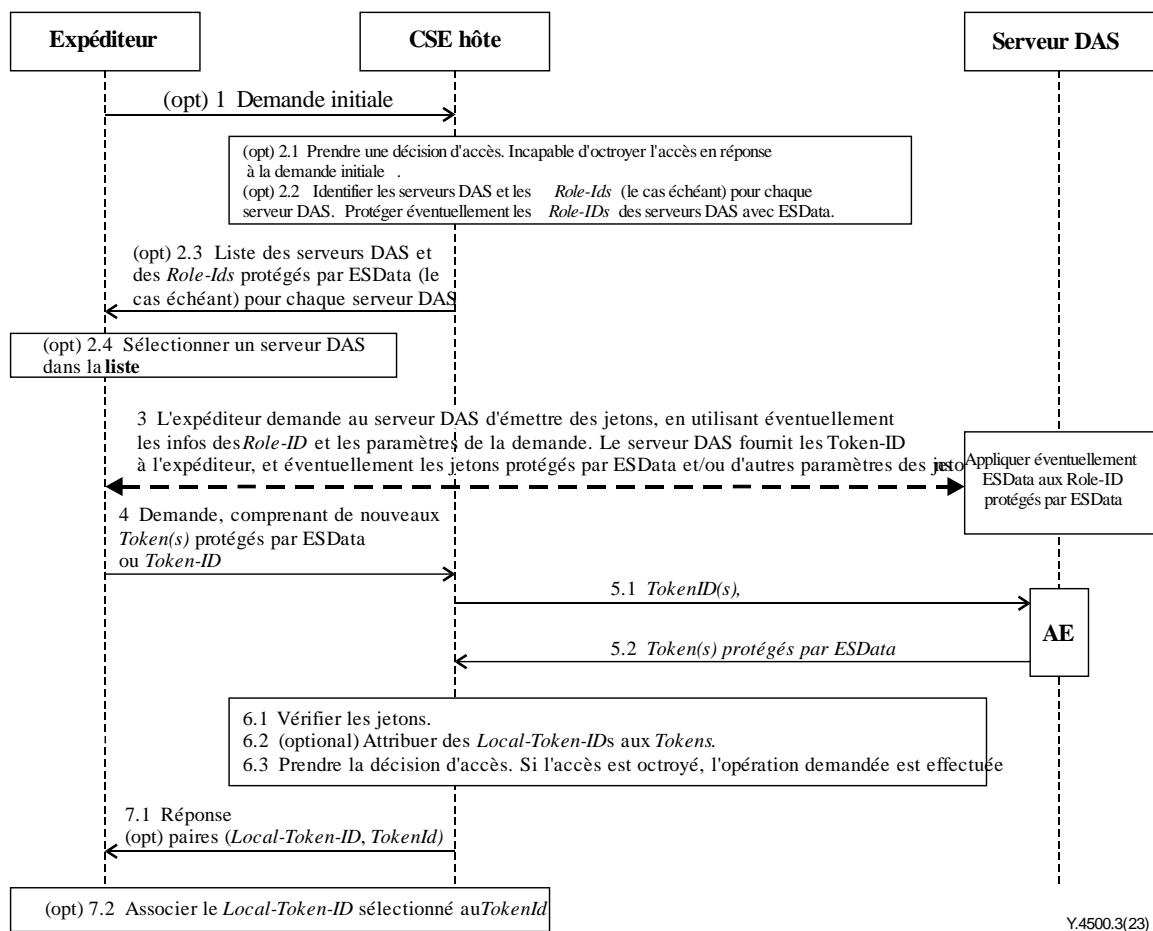 Expéditeur
CSE hôte
Serveur DAS
(opt) 1 Demande initiale
(opt) 2.1 Prendre une décision d'accès. Incapable d'octroyer l'accès en réponse
à la demande initiale .
(opt) 2.2 Identifier les serveurs DAS et les Role-Ids (le cas échéant) pour chaque
serveur DAS. Protéger éventuellement les Role-IDs des serveurs DAS avec ESData.
(opt) 2.3 Liste des serveurs DAS et
des Role-Ids protégés par ESData (le
cas échéant) pour chaque serveur DAS
(opt) 2.4 Sélectionner un serveur DAS
dans la liste
3 L'expéditeur demande au serveur DAS d'émettre des jetons, en utilisant éventuellement
les infos des Role-ID et les paramètres de la demande. Le serveur DAS fournit les Token-ID
à l'expéditeur, et éventuellement les jetons protégés par ESData et/ou d'autres paramètres des jetons
Appliquer éventuellement
ESData aux Role-ID
protégés par ESData
4 Demande, comprenant de nouveaux
Token(s) protégés par ESData
ou Token-ID
5.1 TokenID(s),
AE
5.2 Token(s) protégés par ESData
6.1 Vérifier les jetons.
6.2 (optional) Attribuer des Local-Token-IDs aux Tokens.
6.3 Prendre la décision d'accès. Si l'accès est octroyé, l'opération demandée est effectuée
7.1 Réponse
(opt) paires (Local-Token-ID, TokenId)
(opt) 7.2 Associer le Local-Token-ID sélectionné au TokenId
Y.4500.3(23)